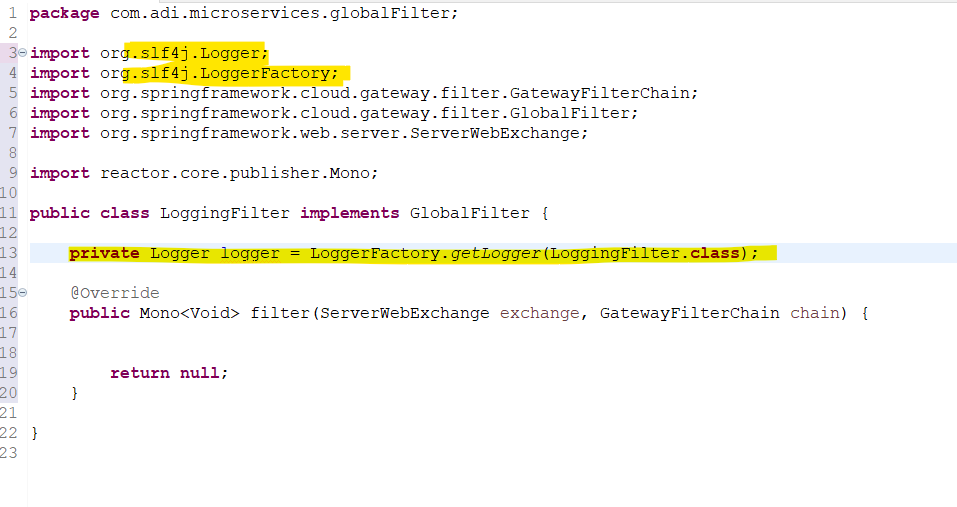 1 package com.adi.microservices.globalFilter;
2
3 import org.slf4j.Logger;
4 import org.slf4j.LoggerFactory;
5 import org.springframework.cloud.gateway.filter.GatewayFilterChain;
6 import org.springframework.cloud.gateway.filter.GlobalFilter;
7 import org.springframework.web.server.ServerWebExchange;
8
9 import reactor.core.publisher.Mono;
10
11 public class LoggingFilter implements GlobalFilter {
12
13     private Logger logger = LoggerFactory.getLogger(LoggingFilter.class);
14
15     @Override
16     public Mono<Void> filter(ServerWebExchange exchange, GatewayFilterChain chain) {
17
18
19         return null;
20     }
21
22 }
23